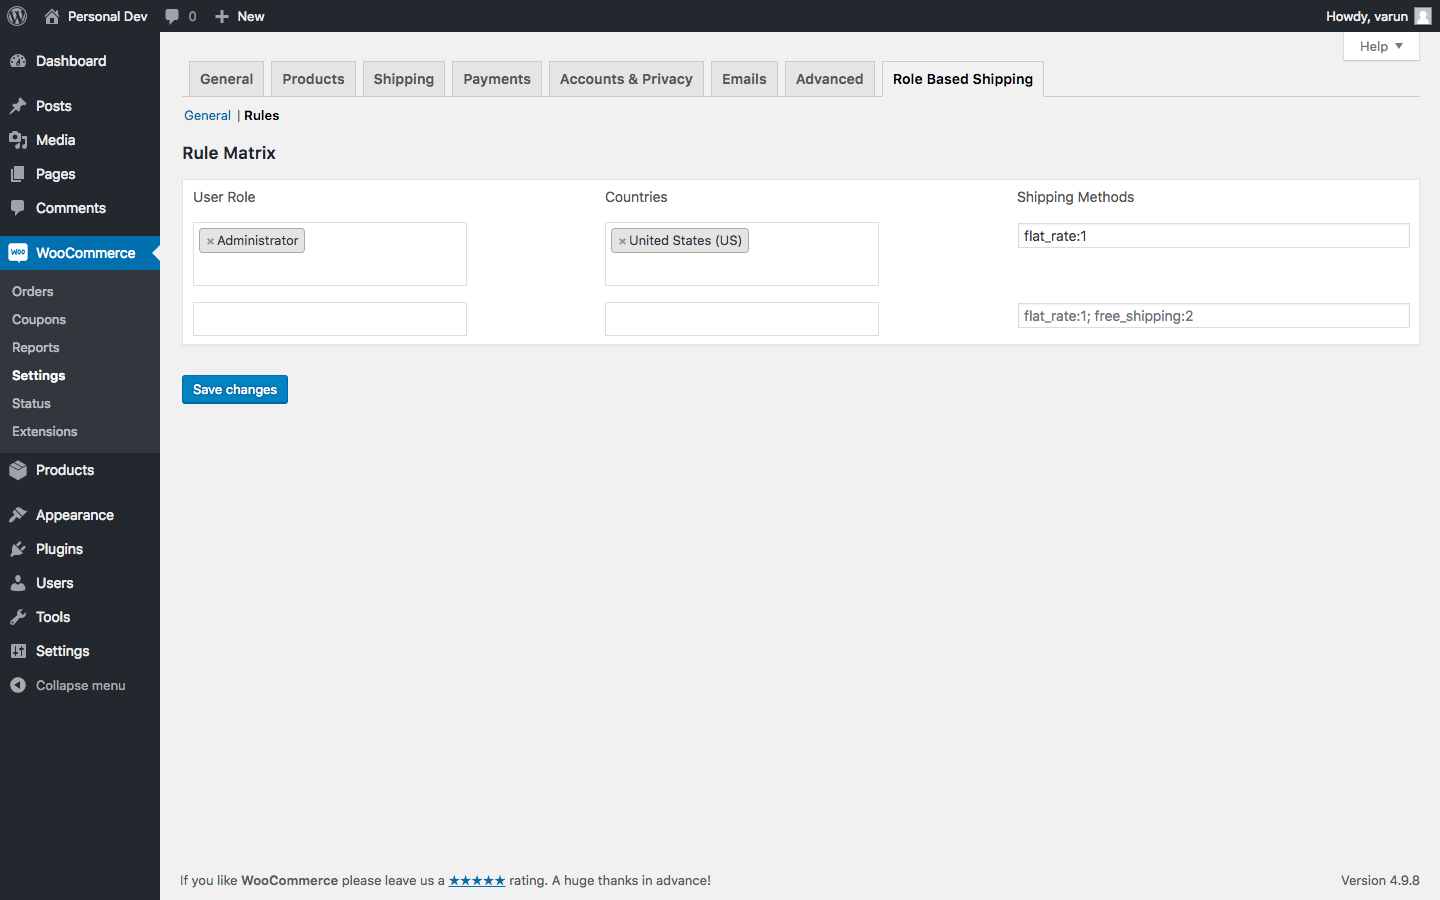 Personal Dev 0 New Howdy, varun
Help
Dashboard
Posts
Media
Pages
Comments
Woo WooCommerce
Orders
Coupons
Reports
Settings
Status
Extensions
Products
Appearance
Plugins
Users
Tools
Settings
Collapse menu
General Products Shipping Payments Accounts & Privacy Emails Advanced Role Based Shipping
General | Rules
Rule Matrix
User Role Countries Shipping Methods
× Administrator × United States (US) flat_rate:1
flat_rate:1; free_shipping:2
Save changes
If you like WooCommerce please leave us a ★★★★★ rating. A huge thanks in advance! Version 4.9.8